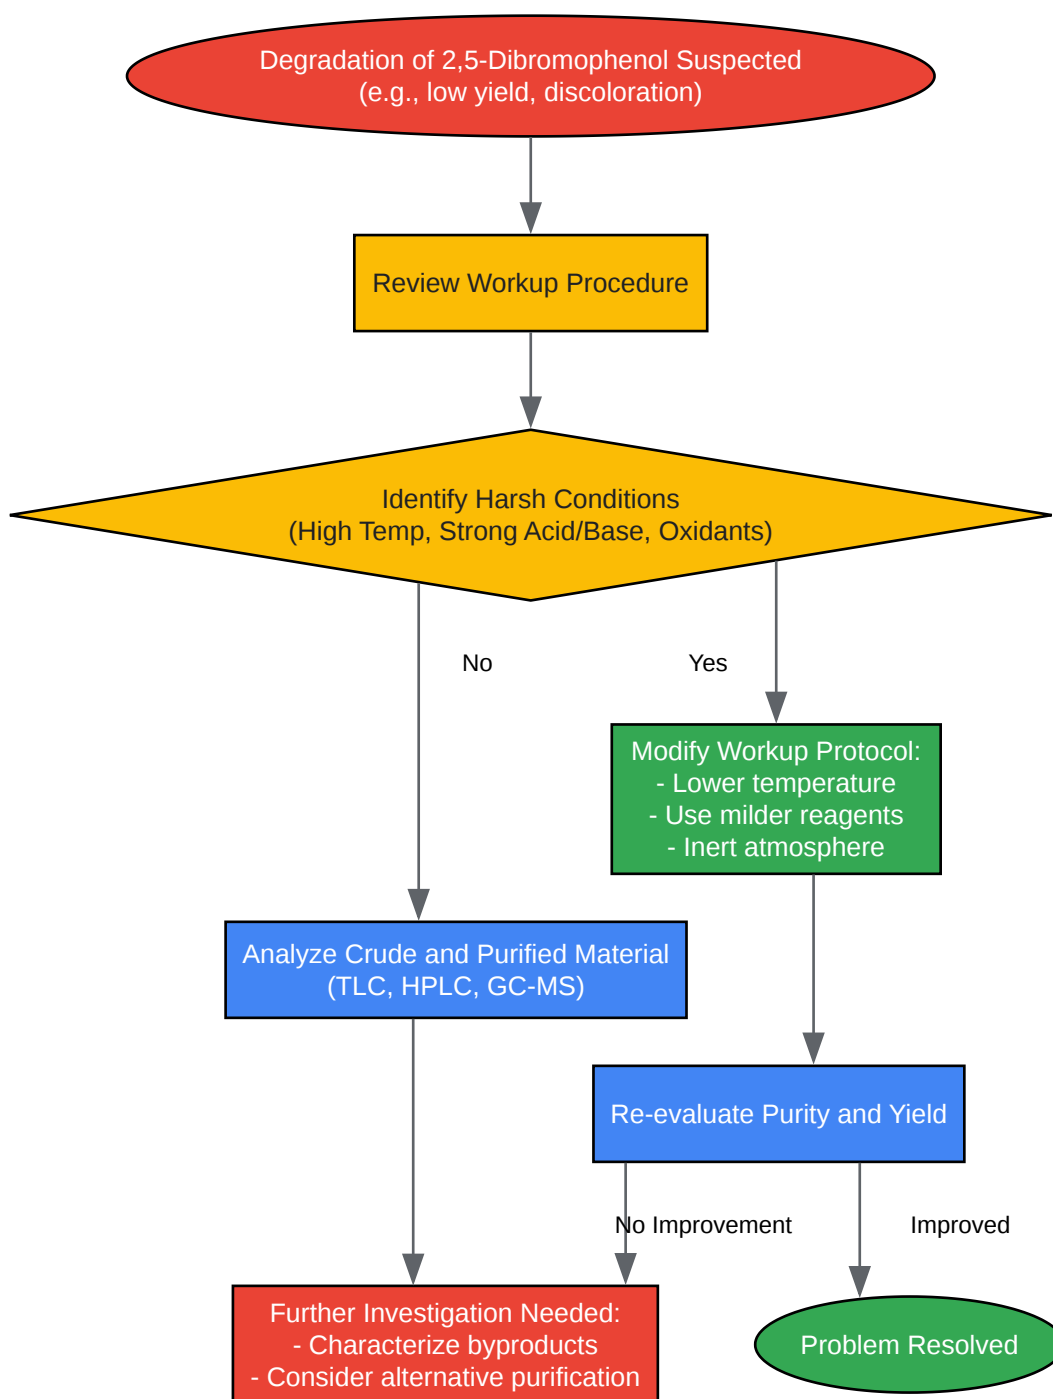 Degradation of 2,5-Dibromophenol Suspected
(e.g., low yield, discoloration)
Review Workup Procedure
Identify Harsh Conditions
(High Temp, Strong Acid/Base, Oxidants)
No
Yes
Modify Workup Protocol:
- Lower temperature
- Use milder reagents
- Inert atmosphere
Analyze Crude and Purified Material
(TLC, HPLC, GC-MS)
Re-evaluate Purity and Yield
No Improvement
Improved
Further Investigation Needed:
- Characterize byproducts
- Consider alternative purification
Problem Resolved